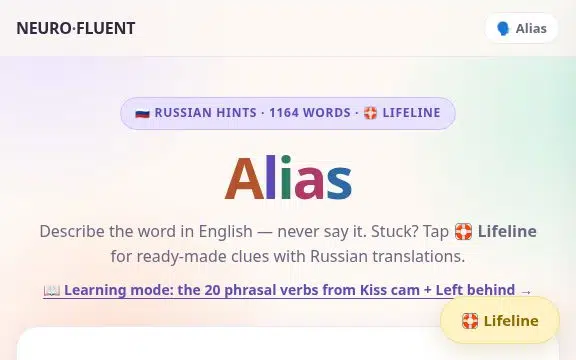 NEURO·FLUENT
🗣️ Alias
🇷🇺 RUSSIAN HINTS · 1164 WORDS · 🛟 LIFELINE
Alias
Describe the word in English — never say it. Stuck? Tap 🛟 Lifeline
for ready-made clues with Russian translations.
📖 Learning mode: the 20 phrasal verbs from Kiss cam + Left behind →
🛟 Lifeline